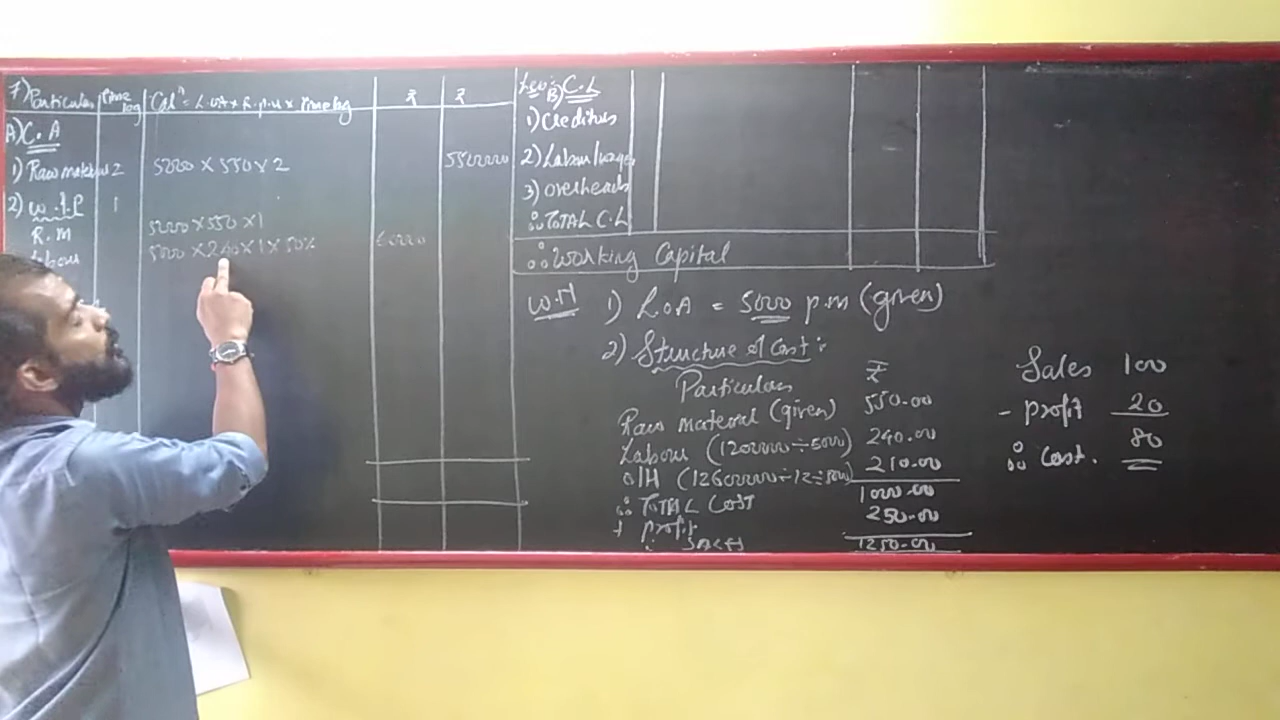 7) Particulars Time lag Calⁿ = L.O.A x R.P.U x Time lag ₹ ₹
A) C.A
1) Raw materials 2 5000 x 550 x 2 5500000
2) W.I.P 1
R.M 5000 x 550 x 1
Labour 5000 x 240 x 1 x 50%
Less: B) C.L
1) Creditors
2) Labour/wages
3) overheads
∴ TOTAL C.L
∴ Working Capital
W.N 1) L.O.A = 5000 p.m (given)
2) Structure of Cost:
Particulars ₹
Raw material (given) 550.00
Labour (1200000 ÷ 5000) 240.00
O/H (12600000 ÷ 12 ÷ 5000) 210.00
∴ TOTAL COST 1000.00
+ Profit 250.00
∴ SALES 1250.00
Sales 100
- Profit 20
∴ Cost. 80